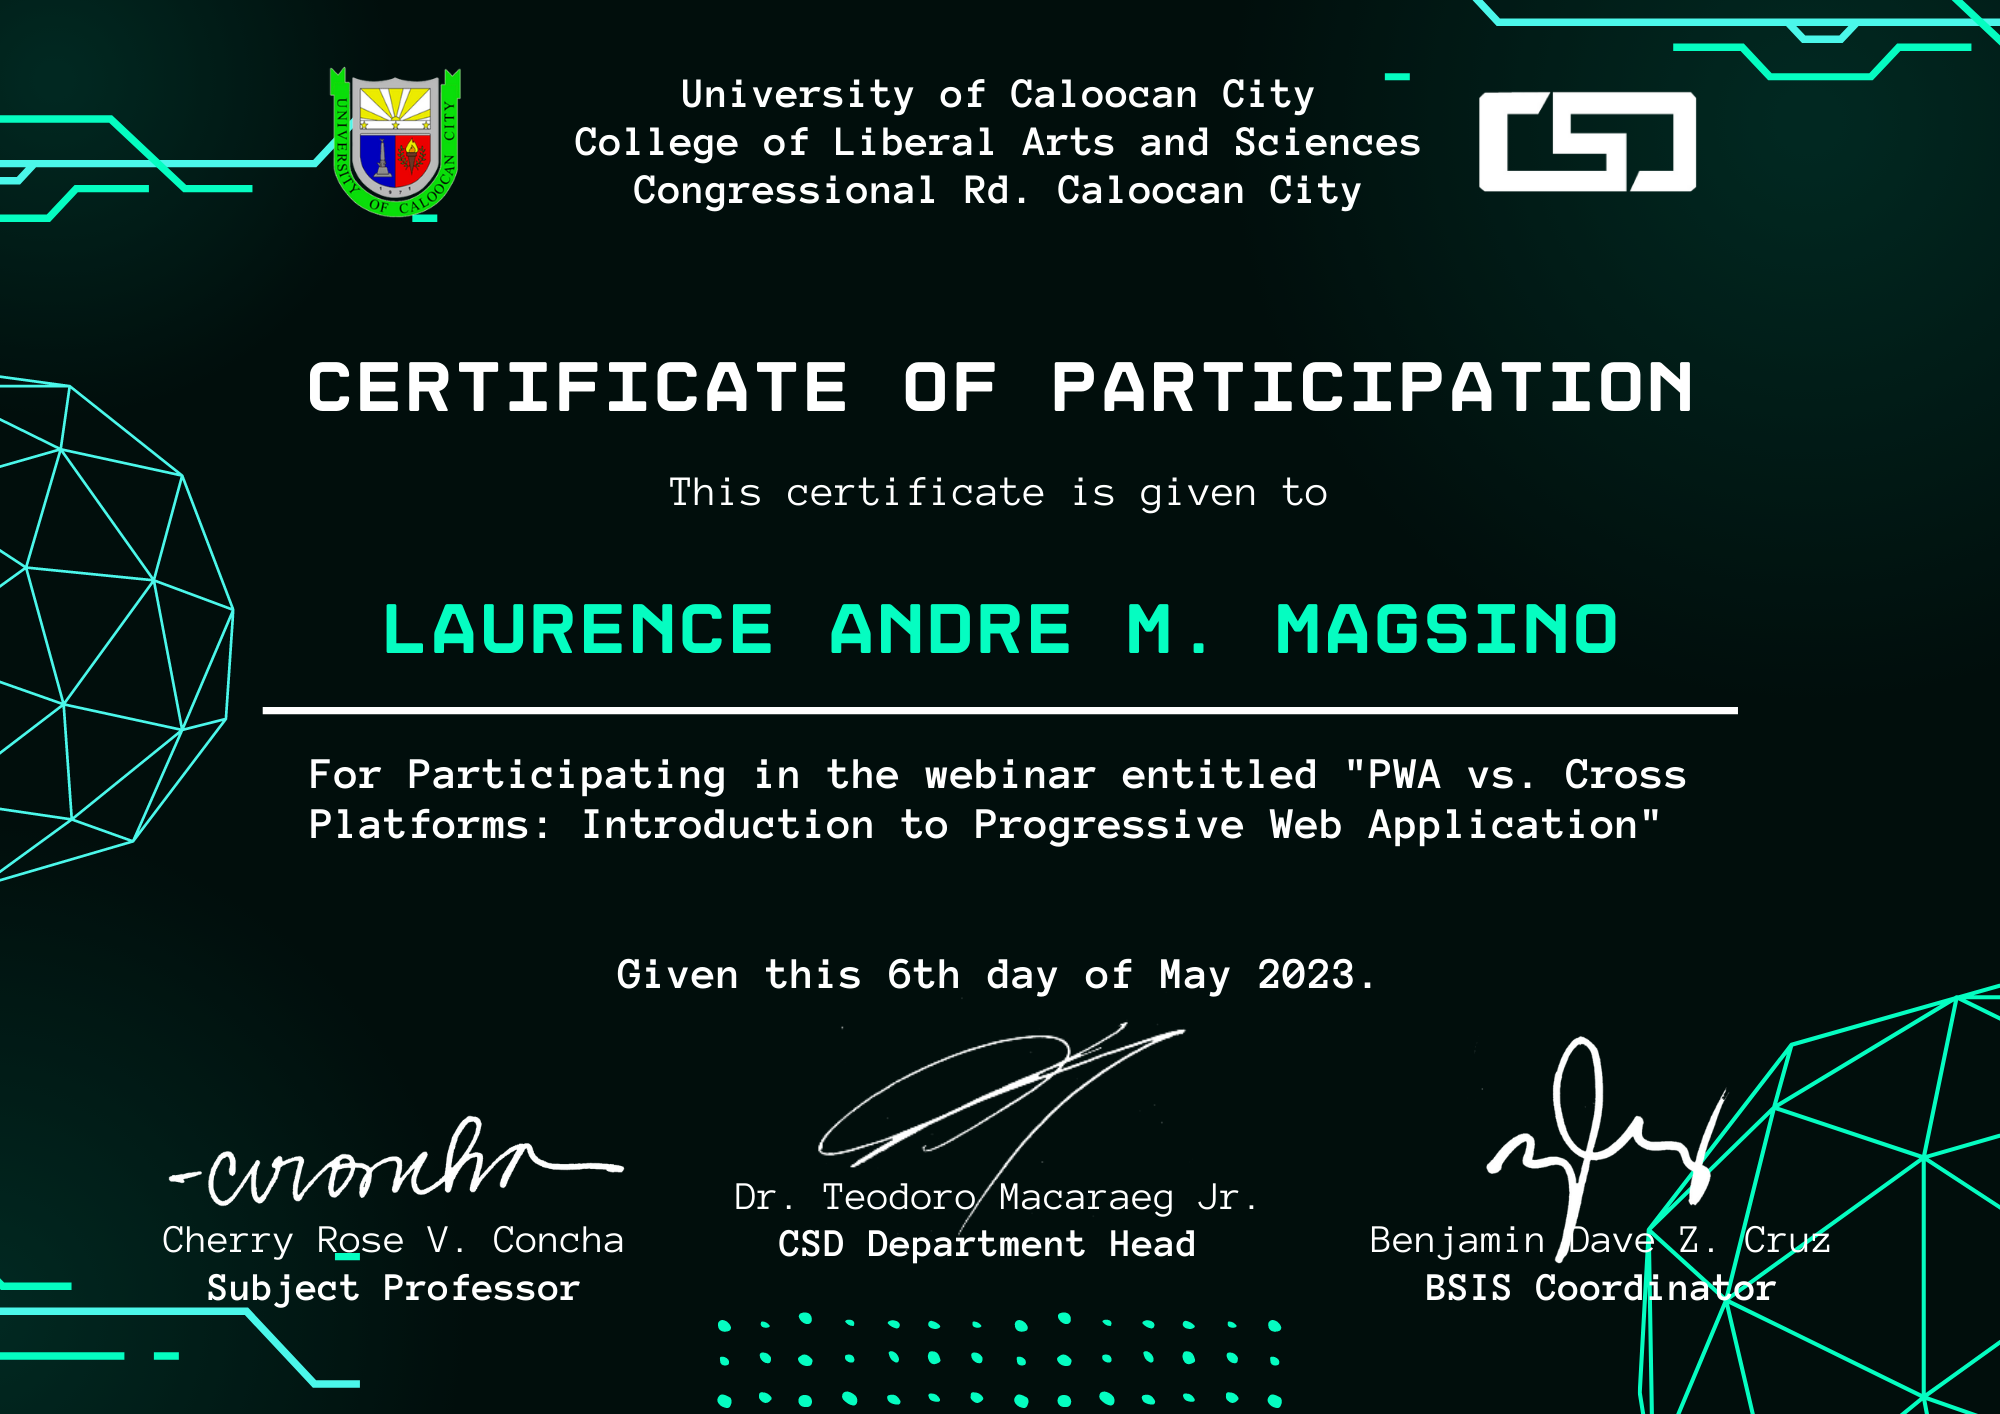 University of Caloocan City
College of Liberal Arts and Sciences
Congressional Rd. Caloocan City
UNIVERSITY OF CALOOCAN CITY
CSD
CERTIFICATE OF PARTICIPATION
This certificate is given to
LAURENCE ANDRE M. MAGSINO
For Participating in the webinar entitled "PWA vs. Cross
Platforms: Introduction to Progressive Web Application"
Given this 6th day of May 2023.
Cherry Rose V. Concha
Subject Professor
Dr. Teodoro Macaraeg Jr.
CSD Department Head
Benjamin Dave Z. Cruz
BSIS Coordinator